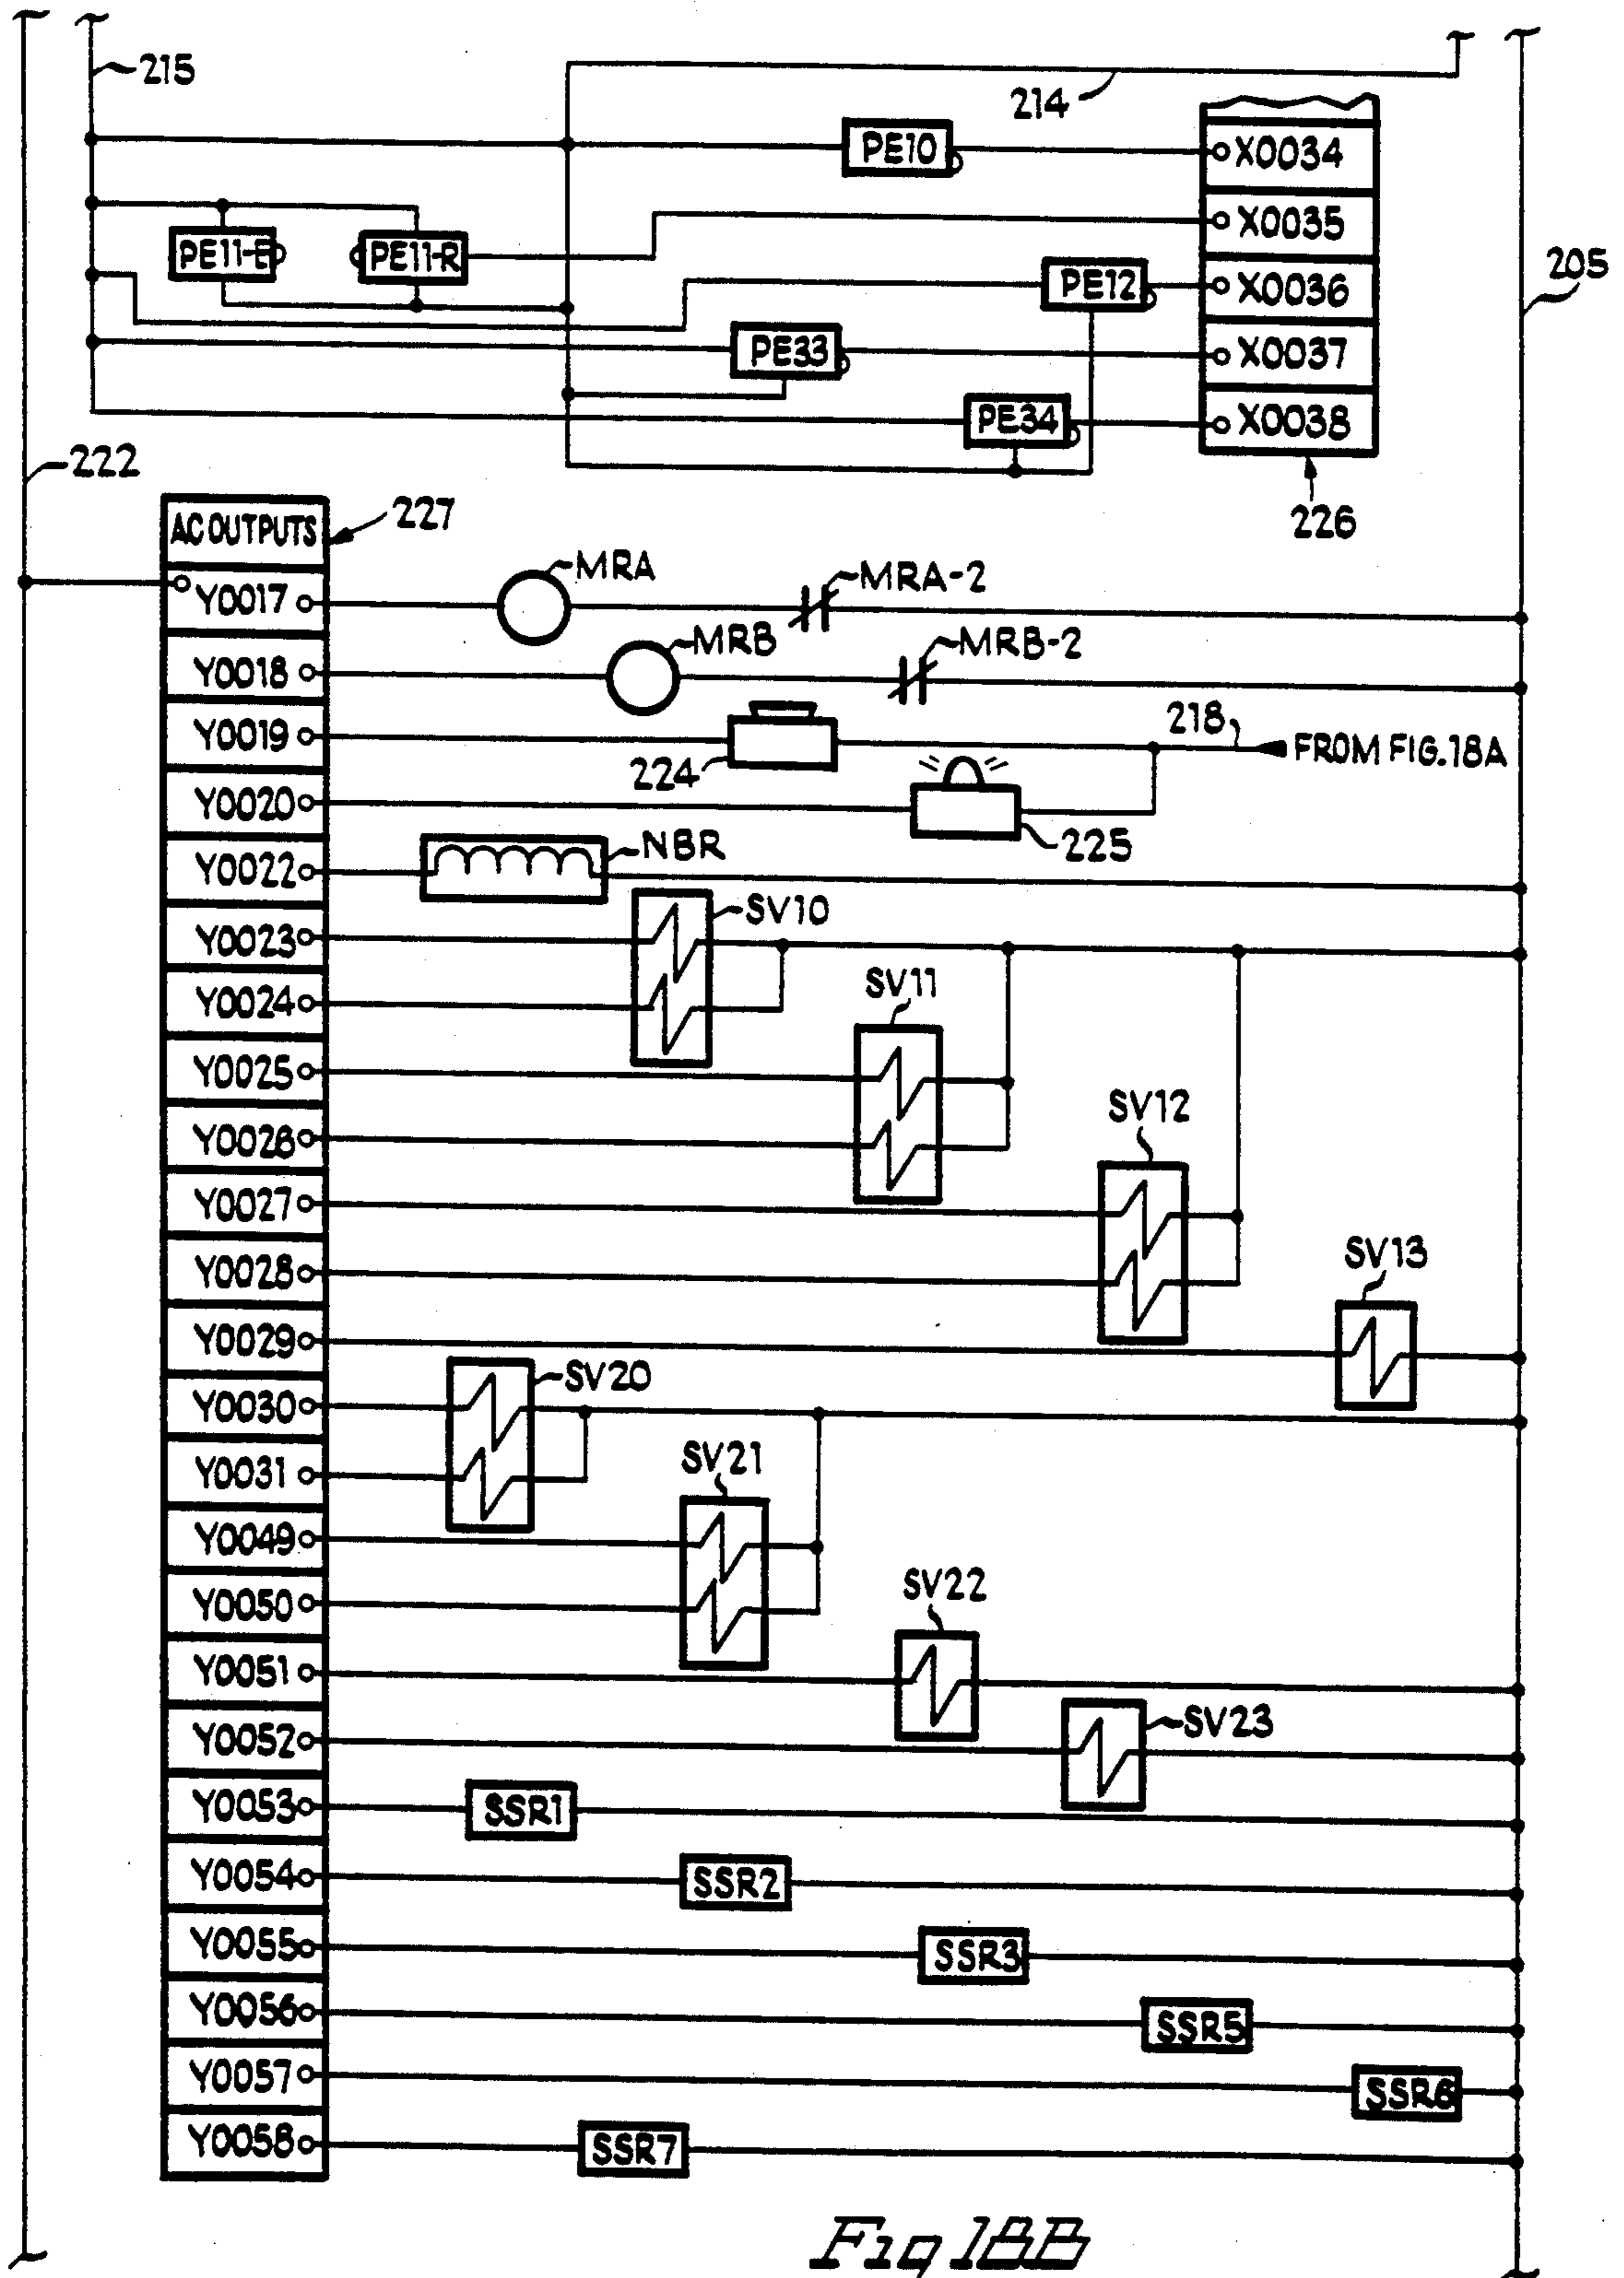 215
214
PE10
X0034
X0035
PE11-E
PE11-R
205
PE12
X0036
PE33
X0037
PE34
X0038
222
226
AC OUTPUTS
227
Y0017
MRA
MRA-2
Y0018
MRB
MRB-2
Y0019
224
218
FROM FIG.18A
Y0020
225
Y0022
NBR
Y0023
SV10
Y0024
SV11
Y0025
Y0026
SV12
Y0027
Y0028
SV13
Y0029
Y0030
SV20
Y0031
SV21
Y0049
Y0050
SV22
Y0051
Y0052
SV23
Y0053
SSR1
Y0054
SSR2
Y0055
SSR3
Y0056
SSR5
Y0057
SSR6
Y0058
SSR7
Fig 18B